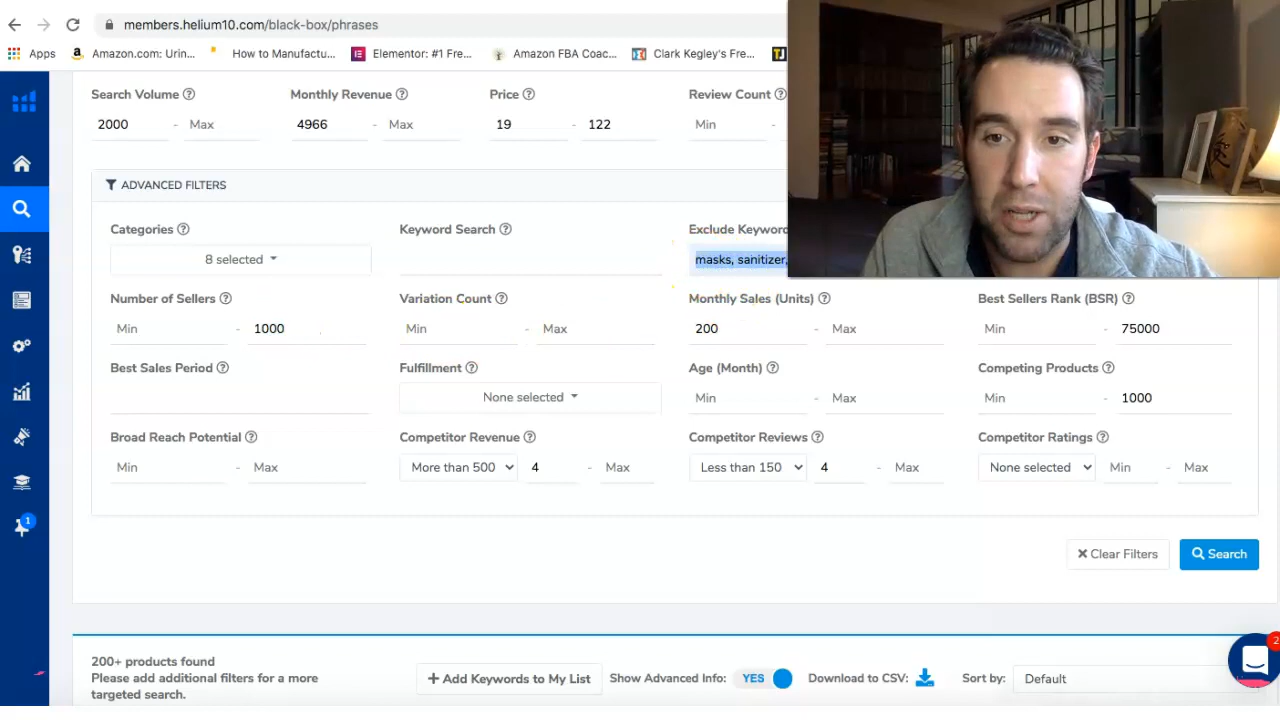 members.helium10.com/black-box/phrases
Apps Amazon.com: Urin... How to Manufactu... Elementor: #1 Fre... Amazon FBA Coac... Clark Kegley's Fre... TJ
Search Volume Monthly Revenue Price Review Count
2000 - Max 4966 - Max 19 - 122 Min -
ADVANCED FILTERS
Categories Keyword Search Exclude Keyword
8 selected masks, sanitizer,
Number of Sellers Variation Count Monthly Sales (Units) Best Sellers Rank (BSR)
Min - 1000 Min - Max 200 - Max Min - 75000
Best Sales Period Fulfillment Age (Month) Competing Products
None selected Min - Max Min - 1000
Broad Reach Potential Competitor Revenue Competitor Reviews Competitor Ratings
Min - Max More than 500 4 - Max Less than 150 4 - Max None selected Min - Max
Clear Filters Search
200+ products found
Please add additional filters for a more
targeted search.
+ Add Keywords to My List Show Advanced Info: YES Download to CSV: Sort by: Default
1
2